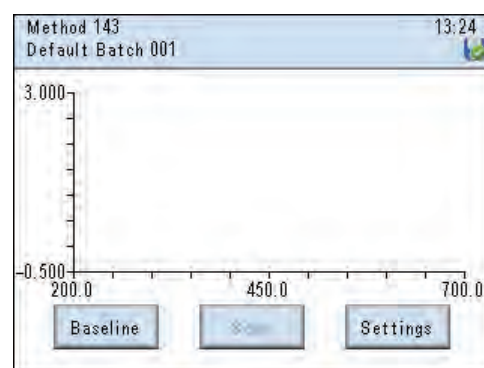 Method 143
13:24
Default Batch 001
3.000
-0.500
200.0 450.0 700.0
Baseline
Settings